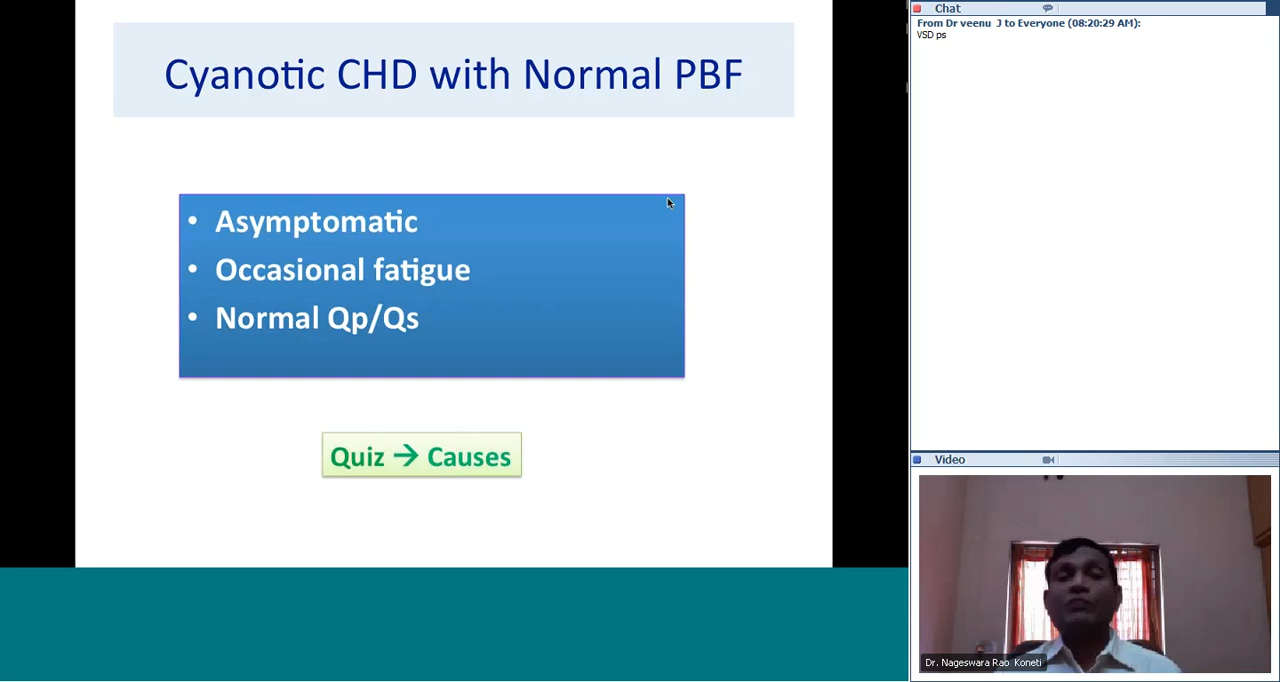 Cyanotic CHD with Normal PBF
• Asymptomatic
• Occasional fatigue
• Normal Qp/Qs
Quiz → Causes
Chat
From Dr veenu J to Everyone (08:20:29 AM):
VSD ps
Video
Dr. Nageswara Rao Koneti